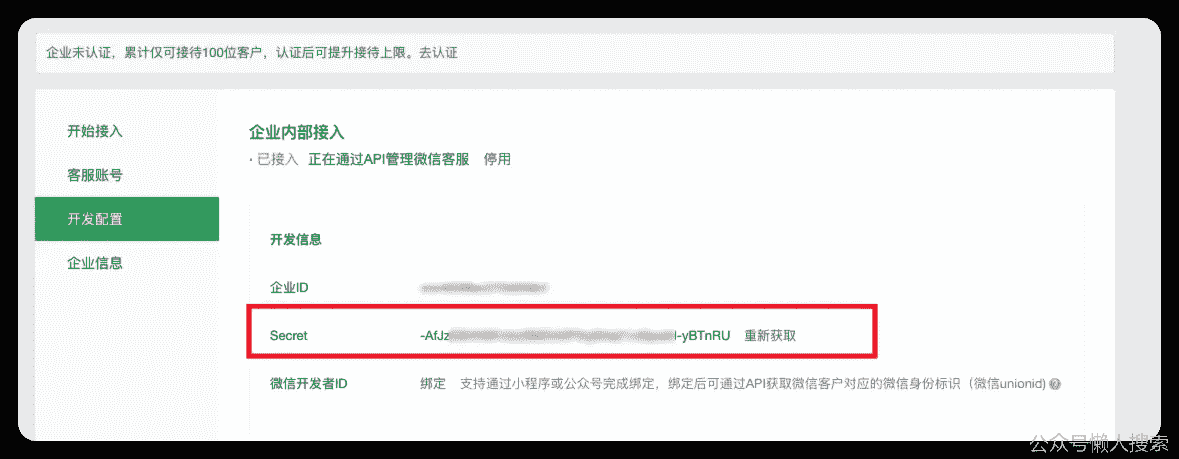 企业未认证，累计仅可接待100位客户，认证后可提升接待上限。去认证
开始接入
客服账号
开发配置
企业信息
企业内部接入
· 已接入 正在通过API管理微信客服 停用
开发信息
企业ID
Secret -AfJz l-yBTnRU 重新获取
微信开发者ID 绑定 支持通过小程序或公众号完成绑定，绑定后可通过API获取微信客户对应的微信身份标识（微信unionid)
公众号懒人搜索